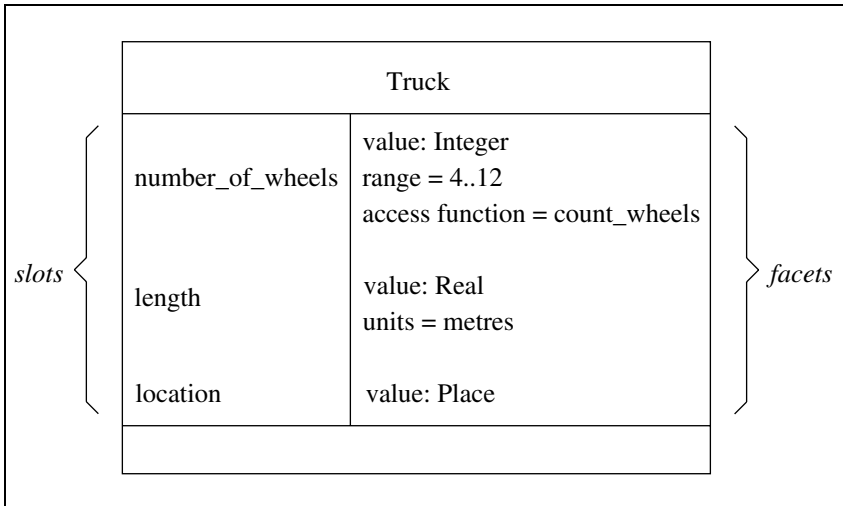 Truck
number_of_wheels
value: Integer
range = 4..12
access function = count_wheels
slots
facets
length
value: Real
units = metres
location
value: Place